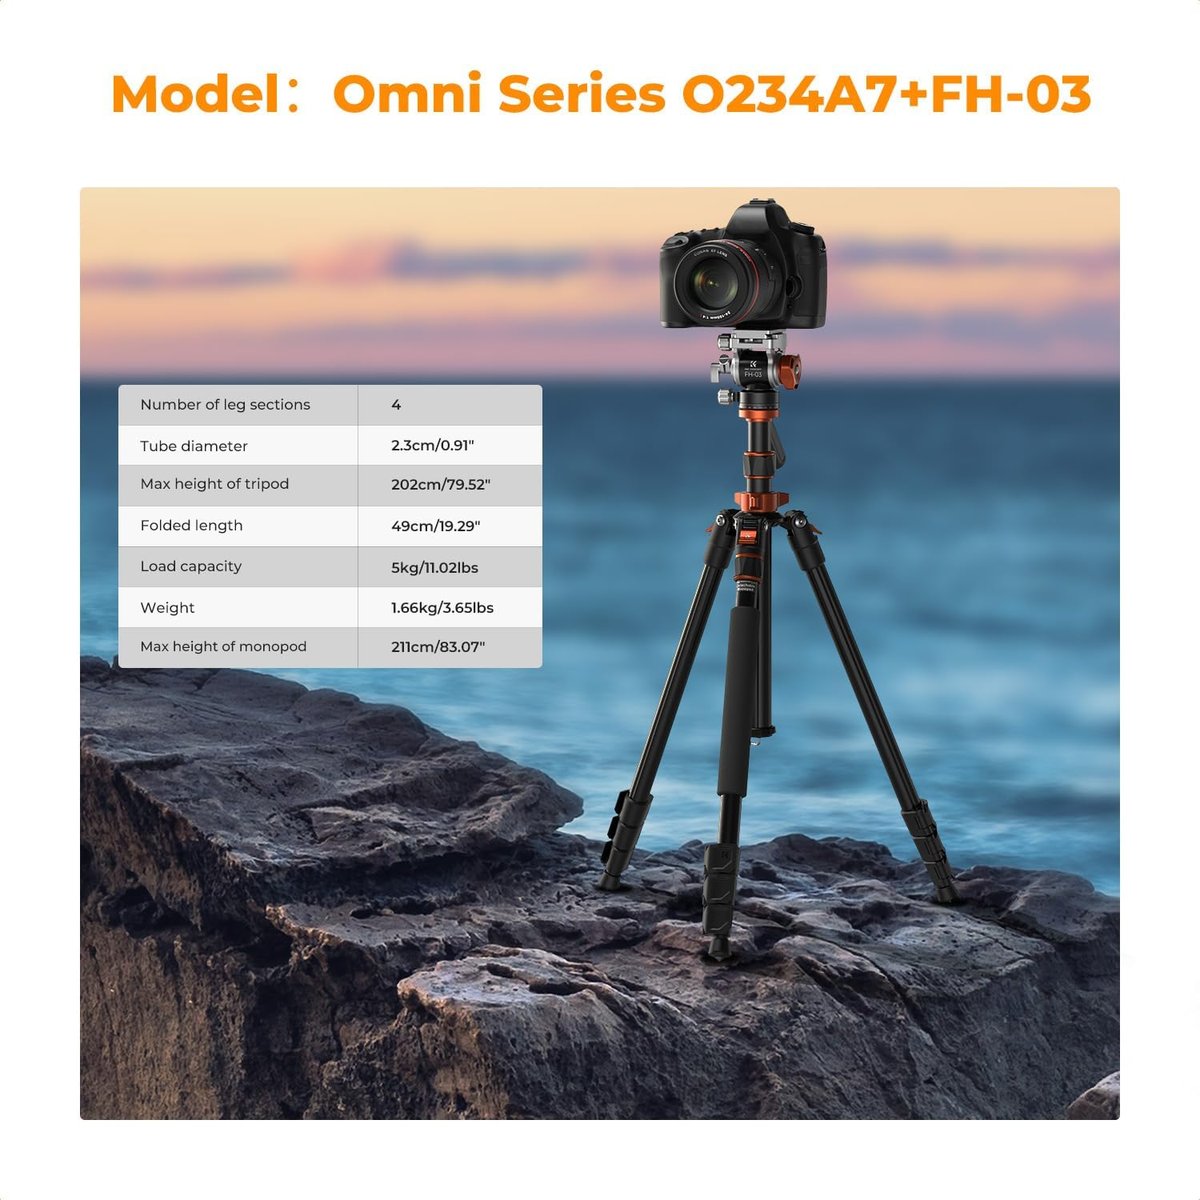 Model： Omni Series O234A7+FH-03
Number of leg sections 4
Tube diameter 2.3cm/0.91"
Max height of tripod 202cm/79.52"
Folded length 49cm/19.29"
Load capacity 5kg/11.02lbs
Weight 1.66kg/3.65lbs
Max height of monopod 211cm/83.07"
FH-03